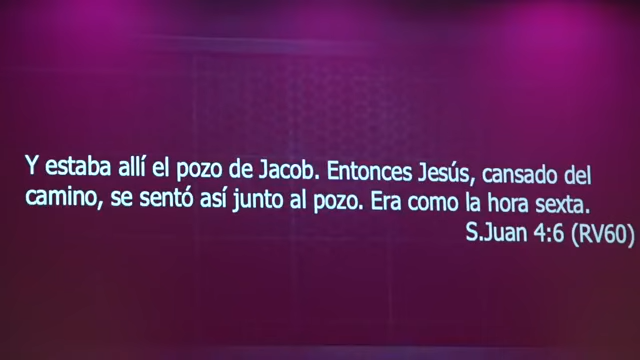 Y estaba allí el pozo de Jacob. Entonces Jesús, cansado del
camino, se sentó así junto al pozo. Era como la hora sexta.
S.Juan 4:6 (RV60)